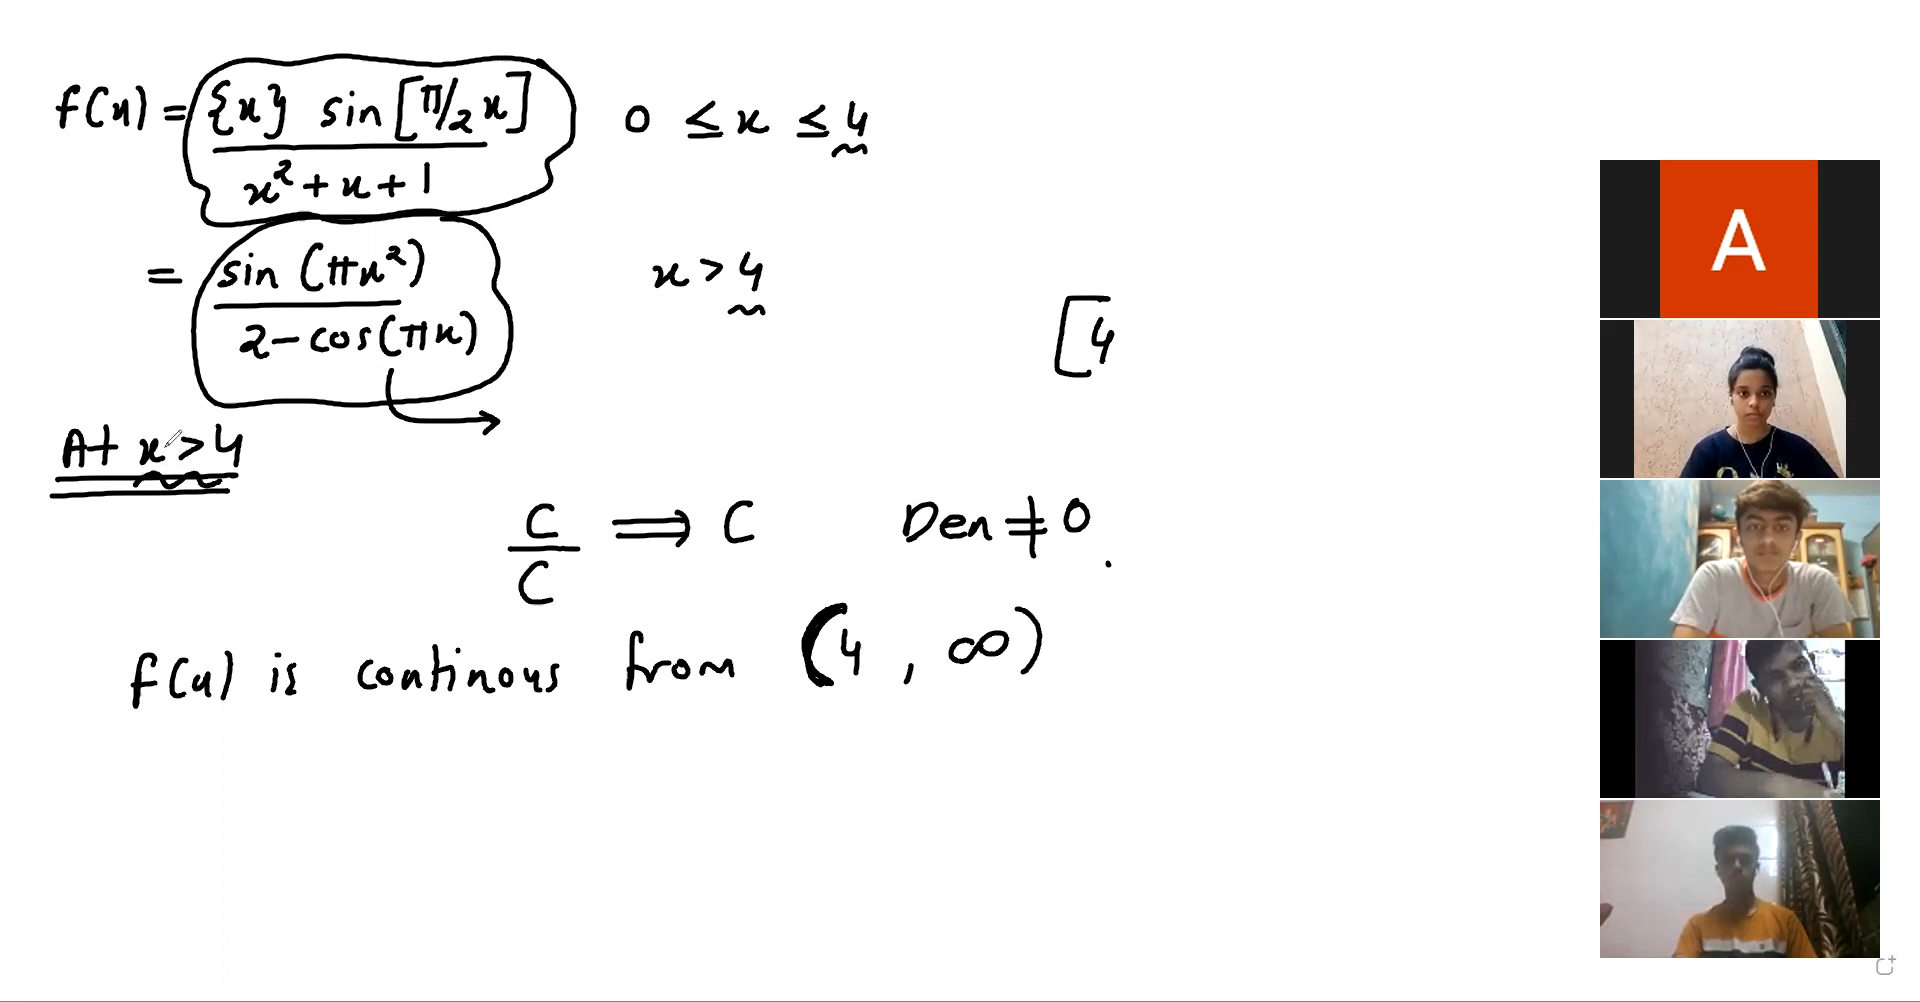 f(x) = {x} sin [π/2 x] 0 ≤ x ≤ 4
x² + x + 1
= sin (πx²) x > 4
2 - cos(πx)
[4
At x > 4
C ⟹ C Den ≠ 0.
C
f(x) is continous from (4 , ∞)
A